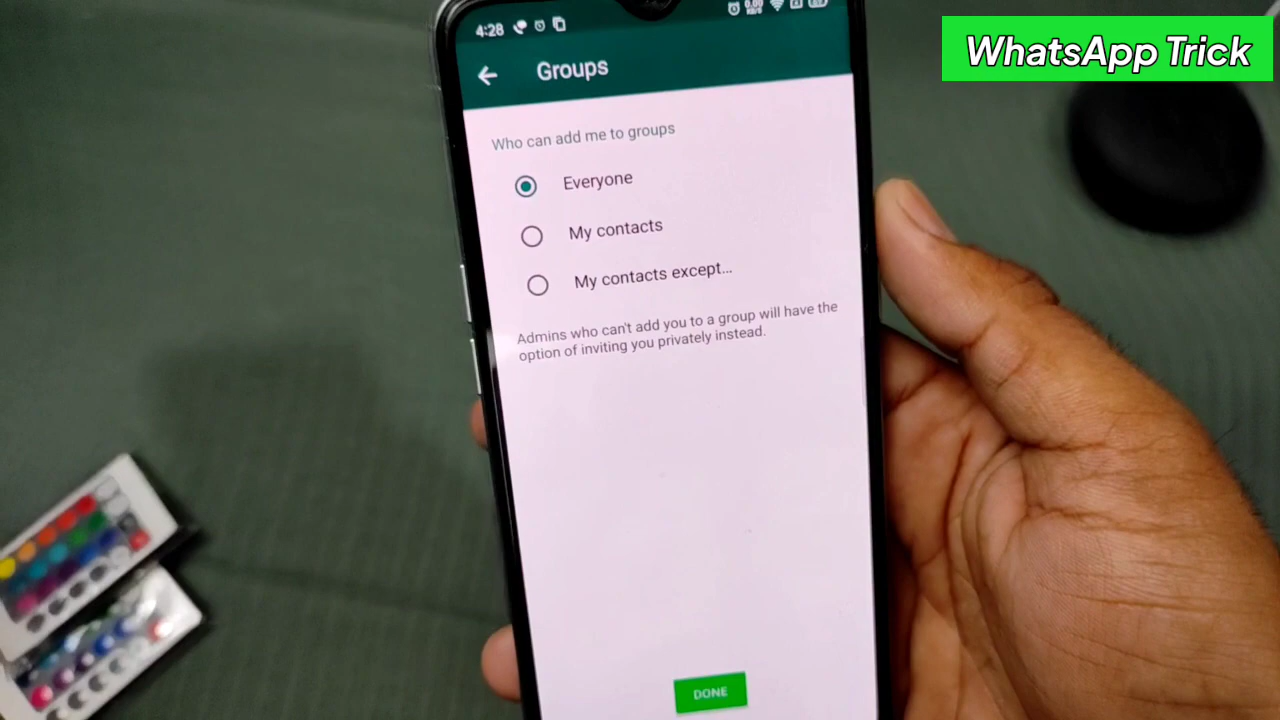 WhatsApp Trick
4:28
Groups
Who can add me to groups
Everyone
My contacts
My contacts except...
Admins who can't add you to a group will have the
option of inviting you privately instead.
DONE